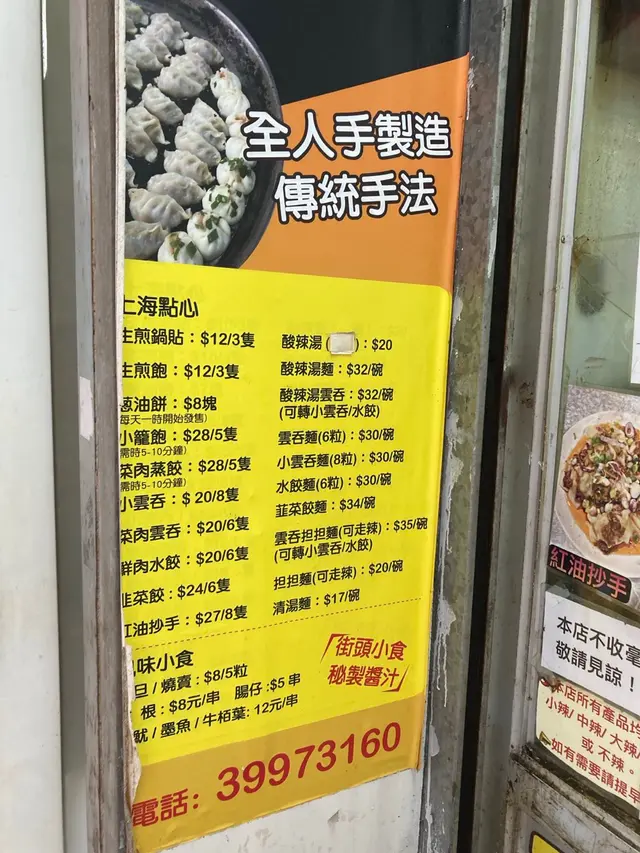 全人手製造
傳統手法
上海點心
生煎鍋貼：$12/3隻
生煎飽：$12/3隻
蔥油餅：$8塊
(每天一時開始發售)
小籠飽：$28/5隻
(需時5-10分鐘)
菜肉蒸餃：$28/5隻
(需時5-10分鐘)
小雲吞：$20/8隻
菜肉雲吞：$20/6隻
鮮肉水餃：$20/6隻
韭菜餃：$24/6隻
紅油抄手：$27/8隻
酸辣湯( )：$20
酸辣湯麵：$32/碗
酸辣湯雲吞：$32/碗
(可轉小雲吞/水餃)
雲吞麵(6粒)：$30/碗
小雲吞麵(8粒)：$30/碗
水餃麵(6粒)：$30/碗
韮菜餃麵：$34/碗
雲吞担担麵(可走辣)：$35/碗
(可轉小雲吞/水餃)
担担麵(可走辣)：$20/碗
清湯麵：$17/碗
味小食
旦/燒賣：$8/5粒
根：$8元/串 腸仔：$5串
魷/墨魚/牛栢葉：12元/串
街頭小食
秘製醬汁
電話：39973160
紅油抄手
本店不收毫
敬請見諒！
本店所有產品均
小辣/中辣/大辣/
或不辣，
如有需要請提早